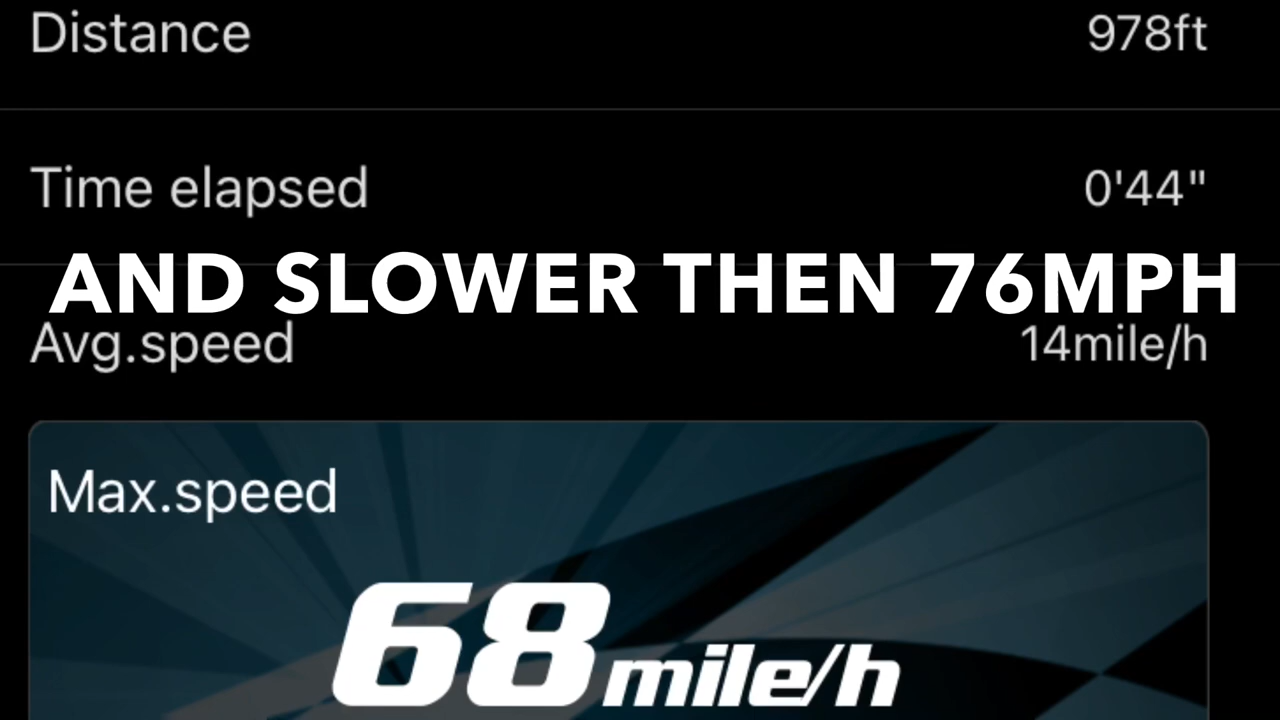 Distance 978ft
Time elapsed 0'44"
AND SLOWER THEN 76MPH
Avg.speed 14mile/h
Max.speed
68mile/h